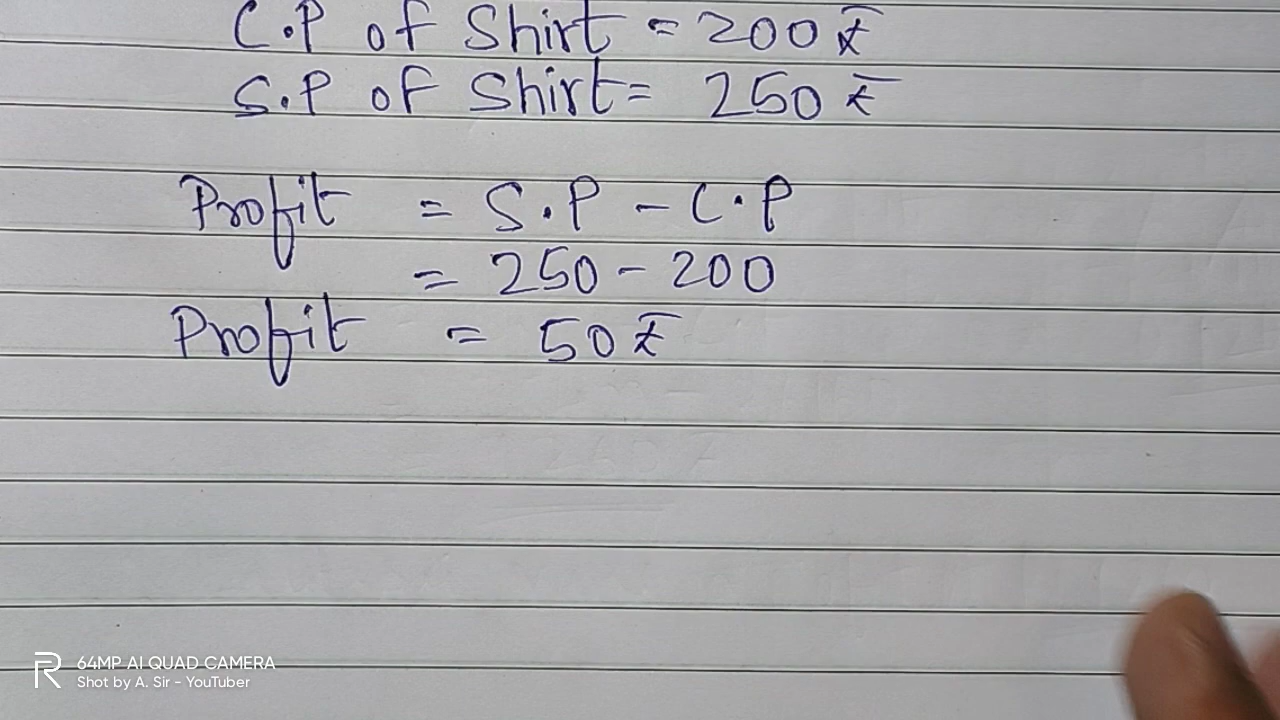 C.P of Shirt = 200 ₹
S.P of Shirt = 250 ₹
Profit = S.P - C.P
= 250 - 200
Profit = 50 ₹
64MP AI QUAD CAMERA
Shot by A. Sir - YouTuber